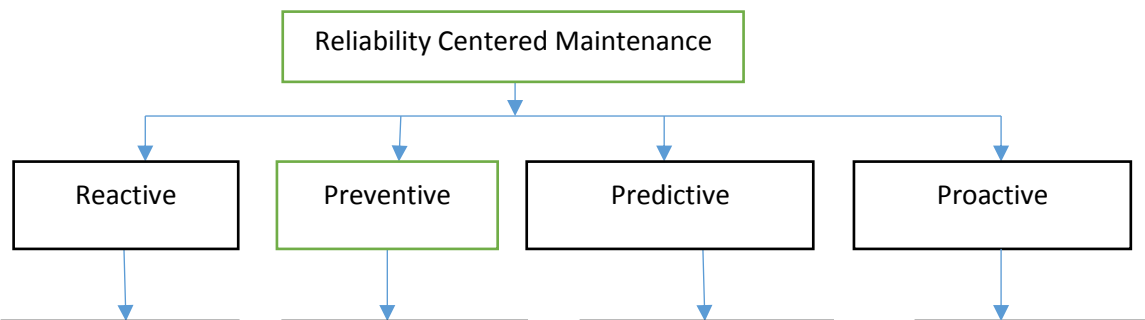 Reliability Centered Maintenance
Reactive
Preventive
Predictive
Proactive